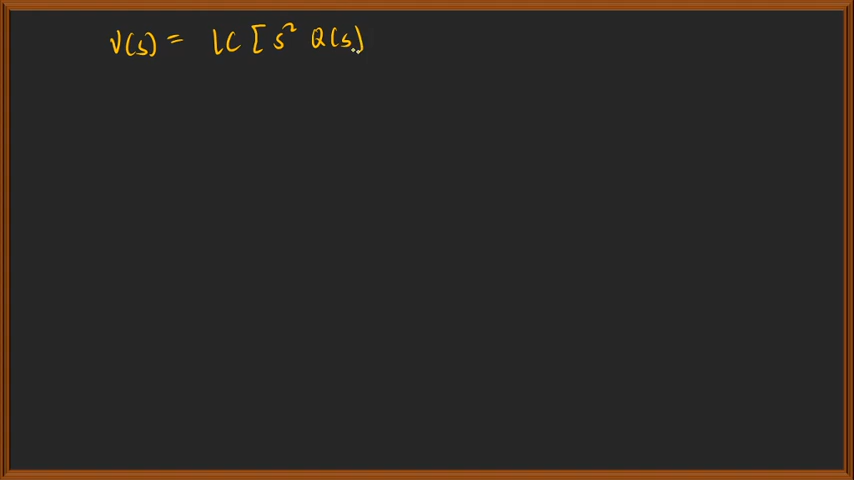 V(s) = LC [ s² Q(s)